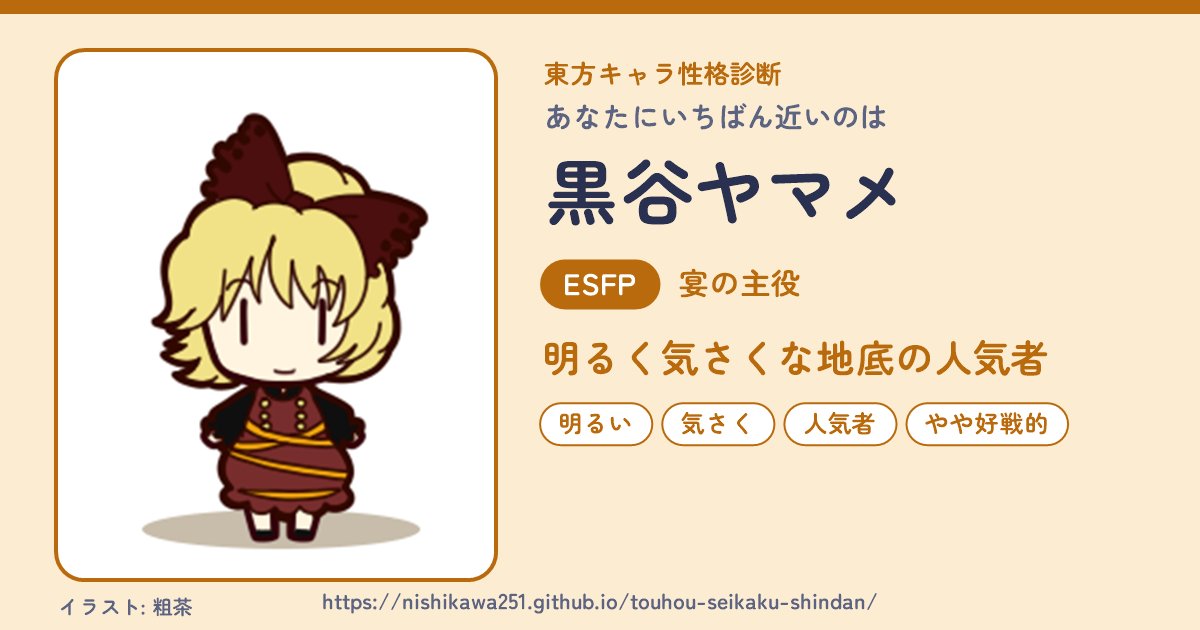 東方キャラ性格診断
あなたにいちばん近いのは
黒谷ヤマメ
ESFP 宴の主役
明るく気さくな地底の人気者
明るい 気さく 人気者 やや好戦的
イラスト: 粗茶 https://nishikawa251.github.io/touhou-seikaku-shindan/